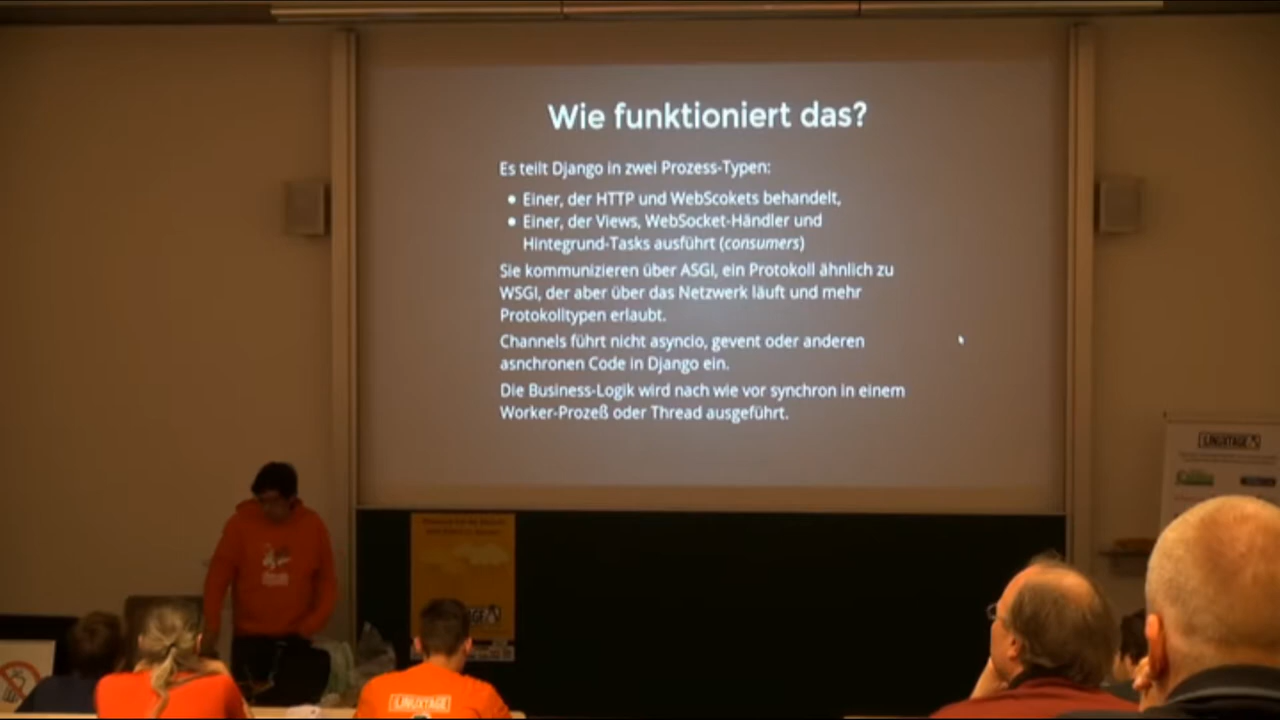 Wie funktioniert das?
Es teilt Django in zwei Prozess-Typen:
• Einer, der HTTP und WebScokets behandelt,
• Einer, der Views, WebSocket-Händler und
Hintegrund-Tasks ausführt (consumers)
Sie kommunizieren über ASGI, ein Protokoll ähnlich zu
WSGI, der aber über das Netzwerk läuft und mehr
Protokolltypen erlaubt.
Channels führt nicht asyncio, gevent oder anderen
asnchronen Code in Django ein.
Die Business-Logik wird nach wie vor synchron in einem
Worker-Prozeß oder Thread ausgeführt.
LINUXTAGE
LINUXTAGE